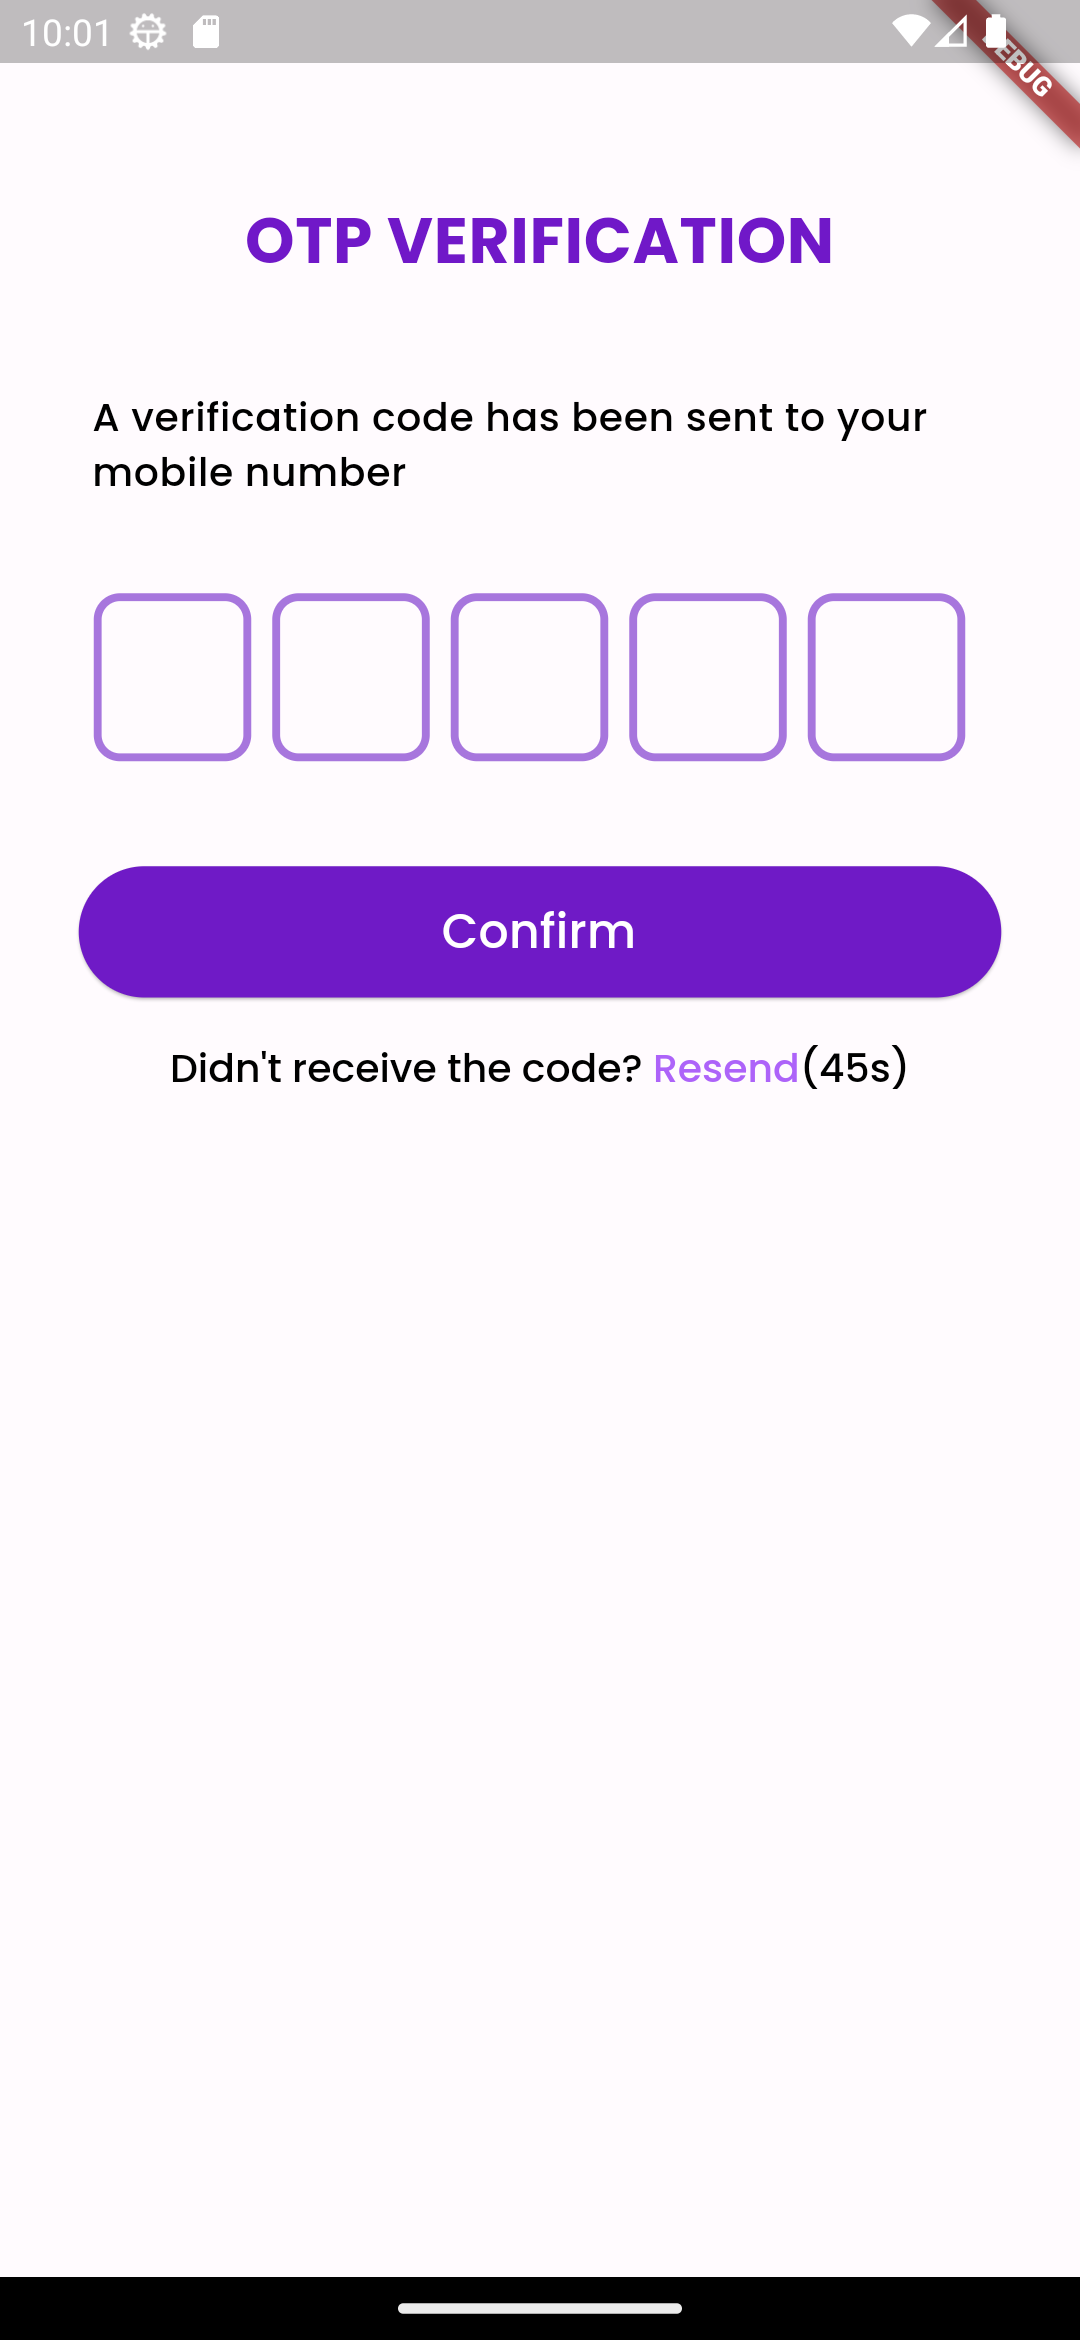 10:01
DEBUG
OTP VERIFICATION
A verification code has been sent to your
mobile number
Confirm
Didn't receive the code? Resend(45s)